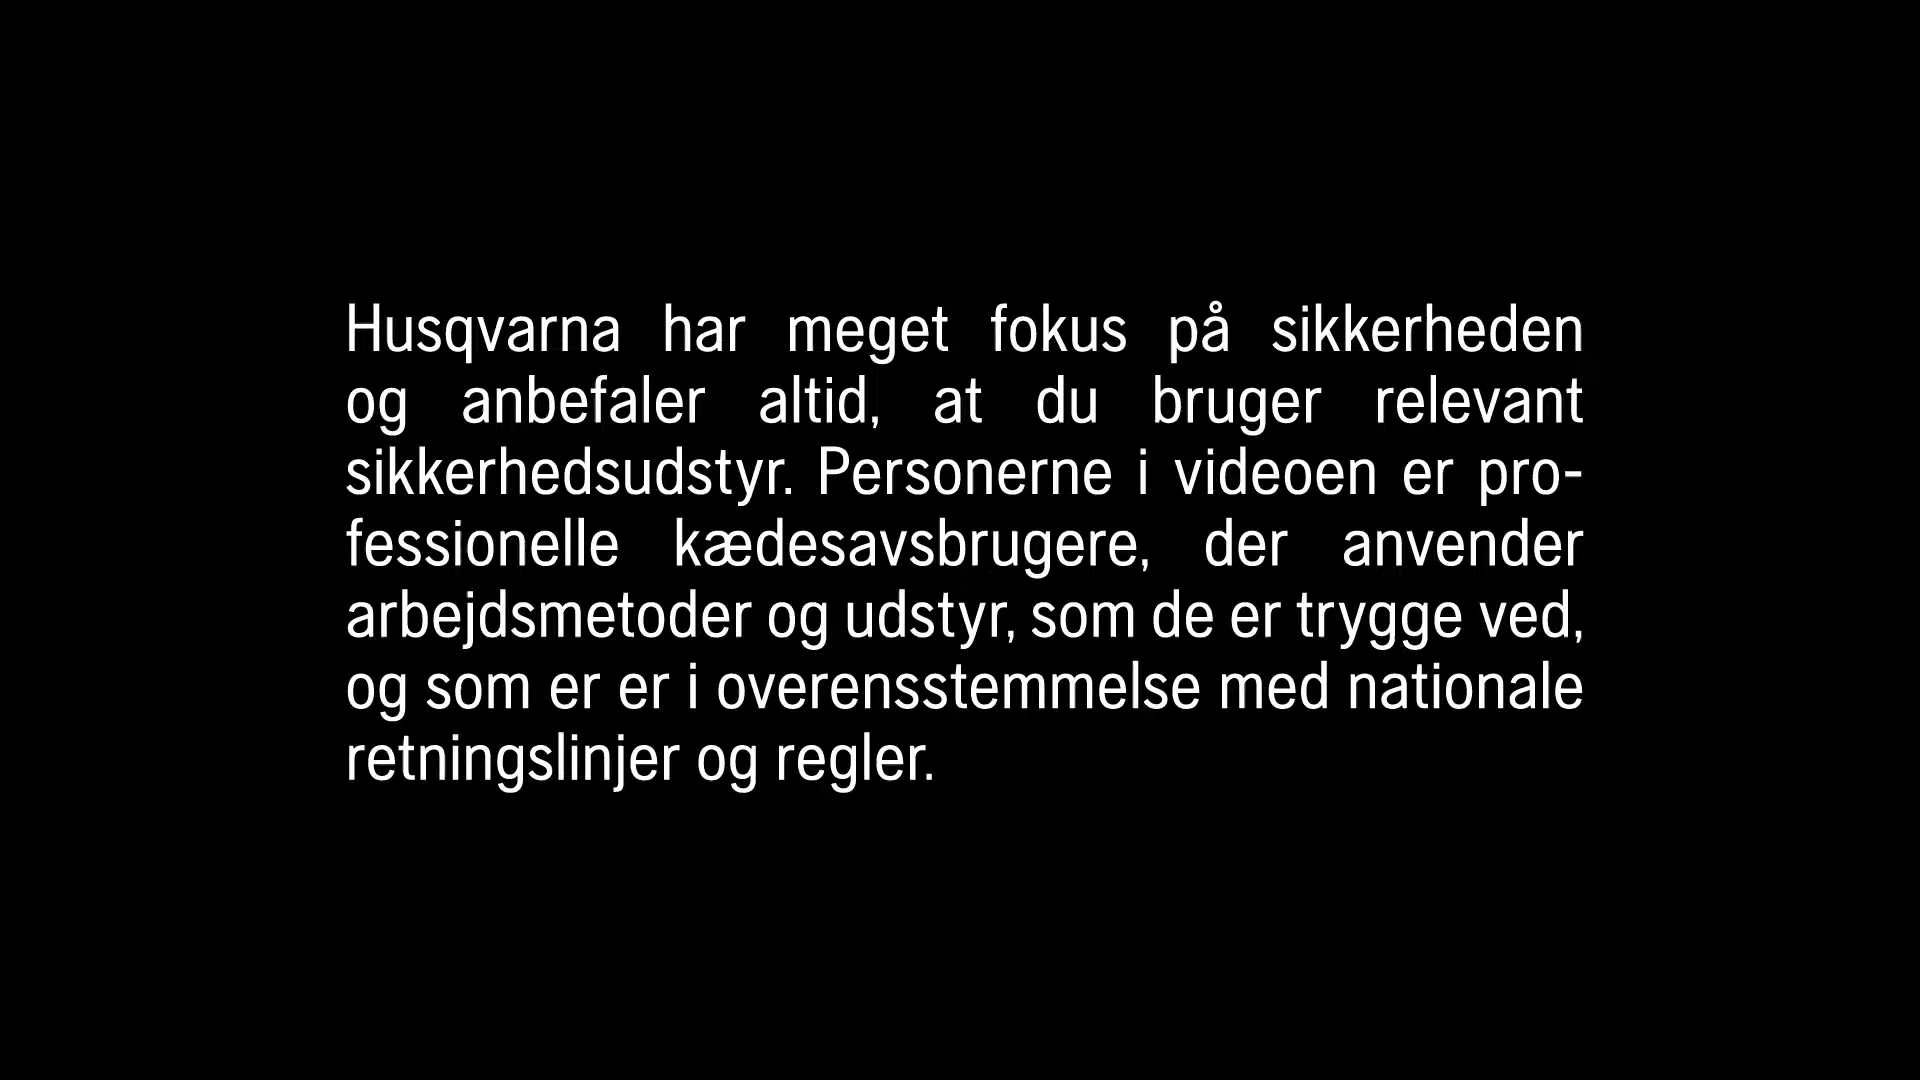 Husqvarna har meget fokus på sikkerheden
og anbefaler altid, at du bruger relevant
sikkerhedsudstyr. Personerne i videoen er pro-
fessionelle kædesavsbrugere, der anvender
arbejdsmetoder og udstyr, som de er trygge ved,
og som er er i overensstemmelse med nationale
retningslinjer og regler.